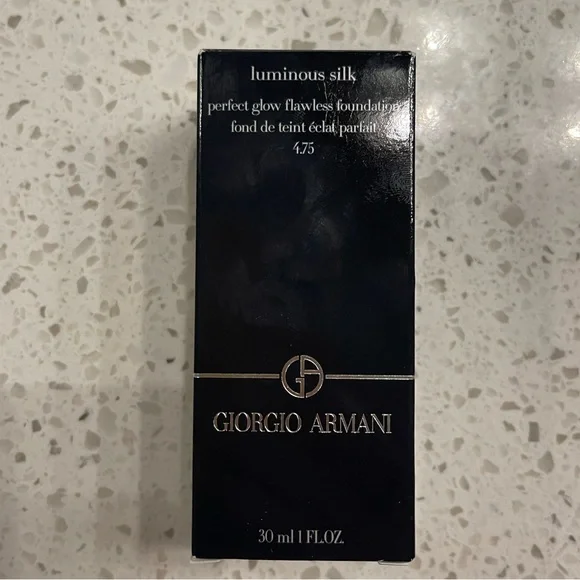 luminous silk
perfect glow flawless foundation
fond de teint éclat parfait
4.75
GA
GIORGIO ARMANI
30 ml 1 FL.OZ.